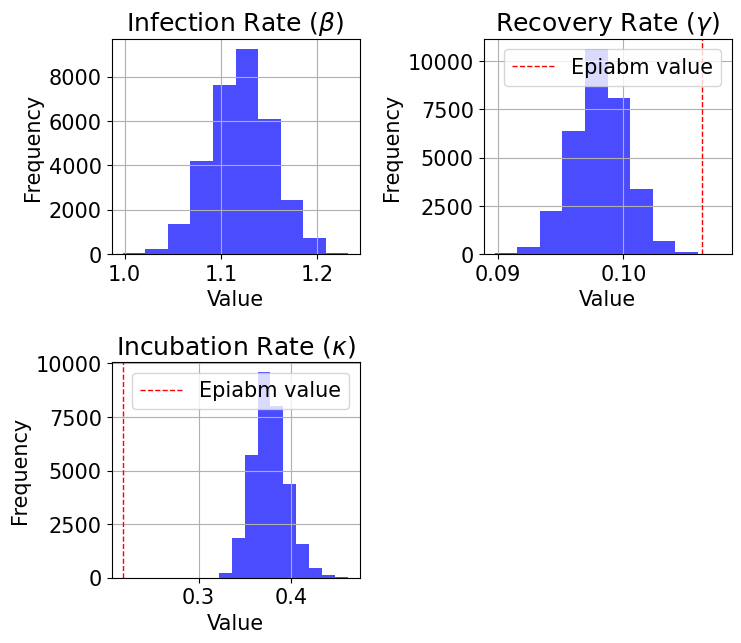 Infection Rate (β)
Frequency
8000
6000
4000
2000
0
1.0 1.1 1.2
Value
Recovery Rate (γ)
Frequency
10000
7500
5000
2500
0
Epiabm value
0.09 0.10
Value
Incubation Rate (κ)
Frequency
10000
7500
5000
2500
0
Epiabm value
0.3 0.4
Value